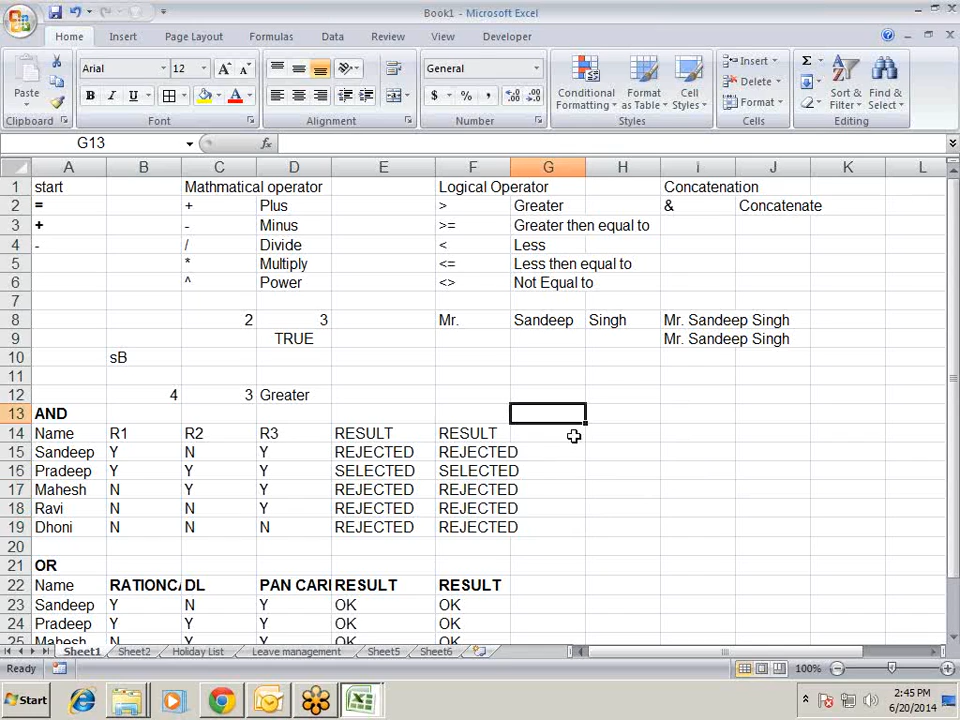 Book1 - Microsoft Excel
Home Insert Page Layout Formulas Data Review View Developer
Paste Arial 12 General Conditional Formatting Format as Table Cell Styles Insert Delete Format Sort & Filter Find & Select
B I U A $ % ,
Clipboard Font Alignment Number Styles Cells Editing
G13 fx
A B C D E F G H I J K L
1 start Mathmatical operator Logical Operator Concatenation
2 = + Plus > Greater & Concatenate
3 + - Minus >= Greater then equal to
4 - / Divide < Less
5 * Multiply <= Less then equal to
6 ^ Power <> Not Equal to
7
8 2 3 Mr. Sandeep Singh Mr. Sandeep Singh
9 TRUE Mr. Sandeep Singh
10 sB
11
12 4 3 Greater
13 AND
14 Name R1 R2 R3 RESULT RESULT
15 Sandeep Y N Y REJECTED REJECTED
16 Pradeep Y Y Y SELECTED SELECTED
17 Mahesh N Y Y REJECTED REJECTED
18 Ravi N N Y REJECTED REJECTED
19 Dhoni N N N REJECTED REJECTED
20
21 OR
22 Name RATIONCA DL PAN CARI RESULT RESULT
23 Sandeep Y N Y OK OK
24 Pradeep Y Y Y OK OK
25 Mahesh N Y Y OK OK
Sheet1 Sheet2 Holiday List Leave management Sheet5 Sheet6
Ready 100%
Start 2:45 PM
6/20/2014